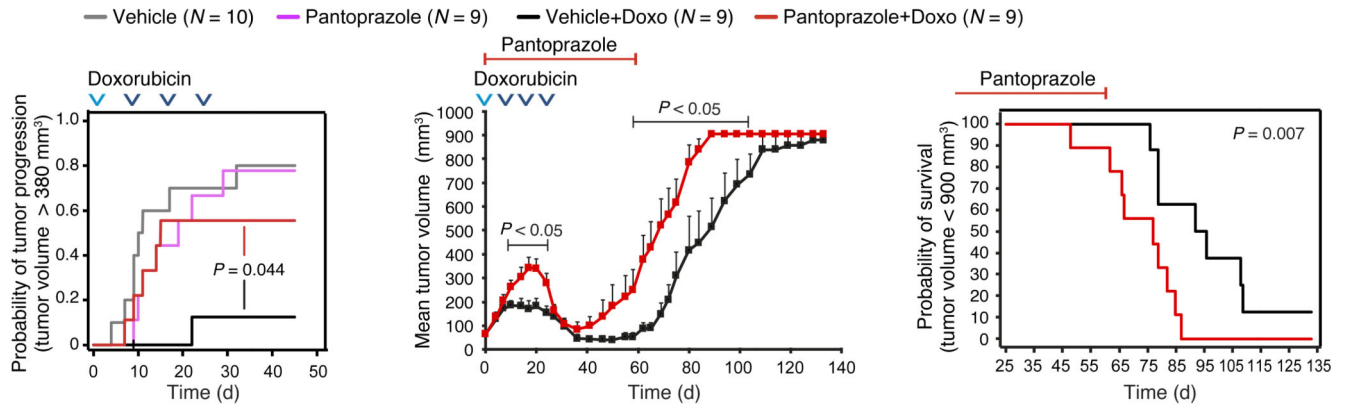 Vehicle (N = 10) Pantoprazole (N = 9) Vehicle+Doxo (N = 9) Pantoprazole+Doxo (N = 9)
Doxorubicin
Probability of tumor progression
(tumor volume > 380 mm³)
1.0
0.8
0.6
0.4
0.2
0
P = 0.044
0 10 20 30 40 50
Time (d)
Pantoprazole
Doxorubicin
Mean tumor volume (mm³)
1000
900
800
700
600
500
400
300
200
100
0
P < 0.05
P < 0.05
0 20 40 60 80 100 120 140
Time (d)
Pantoprazole
Probability of survival
(tumor volume < 900 mm³)
100
90
80
70
60
50
40
30
20
10
0
P = 0.007
25 35 45 55 65 75 85 95 105 115 125 135
Time (d)